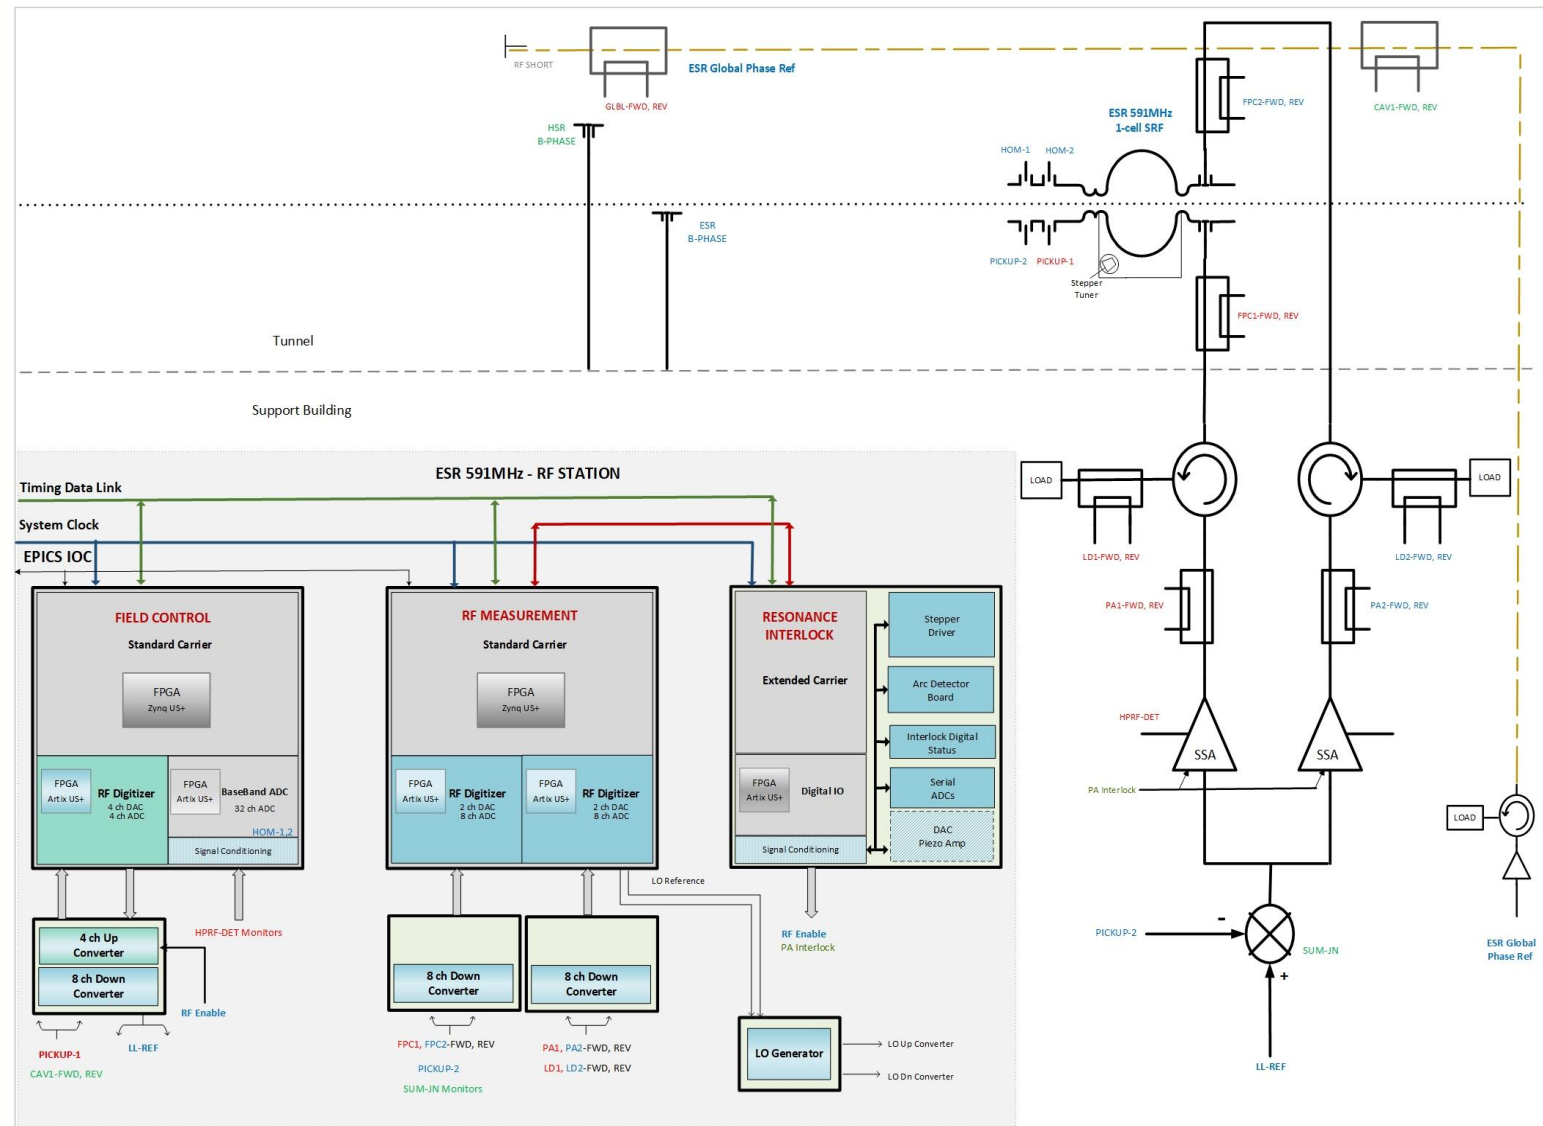 RF SHORT
ESR Global Phase Ref
GLBL-FWD, REV
HSR
B-PHASE
ESR
B-PHASE
ESR 591MHz
1-cell SRF
FPC2-FWD, REV
CAV1-FWD, REV
HOM-1
HOM-2
PICKUP-2
PICKUP-1
Stepper
Tuner
FPC1-FWD, REV
Tunnel
Support Building
ESR 591MHz - RF STATION
Timing Data Link
System Clock
EPICS IOC
FIELD CONTROL
Standard Carrier
FPGA
Zynq US+
FPGA
Artix US+
RF Digitizer
4 ch DAC
4 ch ADC
FPGA
Artix US+
BaseBand ADC
32 ch ADC
HOM-1,2
Signal Conditioning
RF MEASUREMENT
Standard Carrier
FPGA
Zynq US+
FPGA
Artix US+
RF Digitizer
2 ch DAC
8 ch ADC
FPGA
Artix US+
RF Digitizer
2 ch DAC
8 ch ADC
RESONANCE
INTERLOCK
Extended Carrier
FPGA
Artix US+
Digital IO
Signal Conditioning
Stepper
Driver
Arc Detector
Board
Interlock Digital
Status
Serial
ADCs
DAC
Piezo Amp
LO Reference
4 ch Up
Converter
8 ch Down
Converter
HPRF-DET Monitors
RF Enable
PICKUP-1
CAV1-FWD, REV
LL-REF
8 ch Down
Converter
8 ch Down
Converter
FPC1, FPC2-FWD, REV
PICKUP-2
SUM-JN Monitors
PA1, PA2-FWD, REV
LD1, LD2-FWD, REV
RF Enable
PA Interlock
LO Generator
LO Up Converter
LO Dn Converter
LOAD
LD1-FWD, REV
LOAD
LD2-FWD, REV
PA1-FWD, REV
PA2-FWD, REV
HPRF-DET
SSA
SSA
PA Interlock
LOAD
PICKUP-2
-
+
SUM-JN
LL-REF
ESR Global
Phase Ref